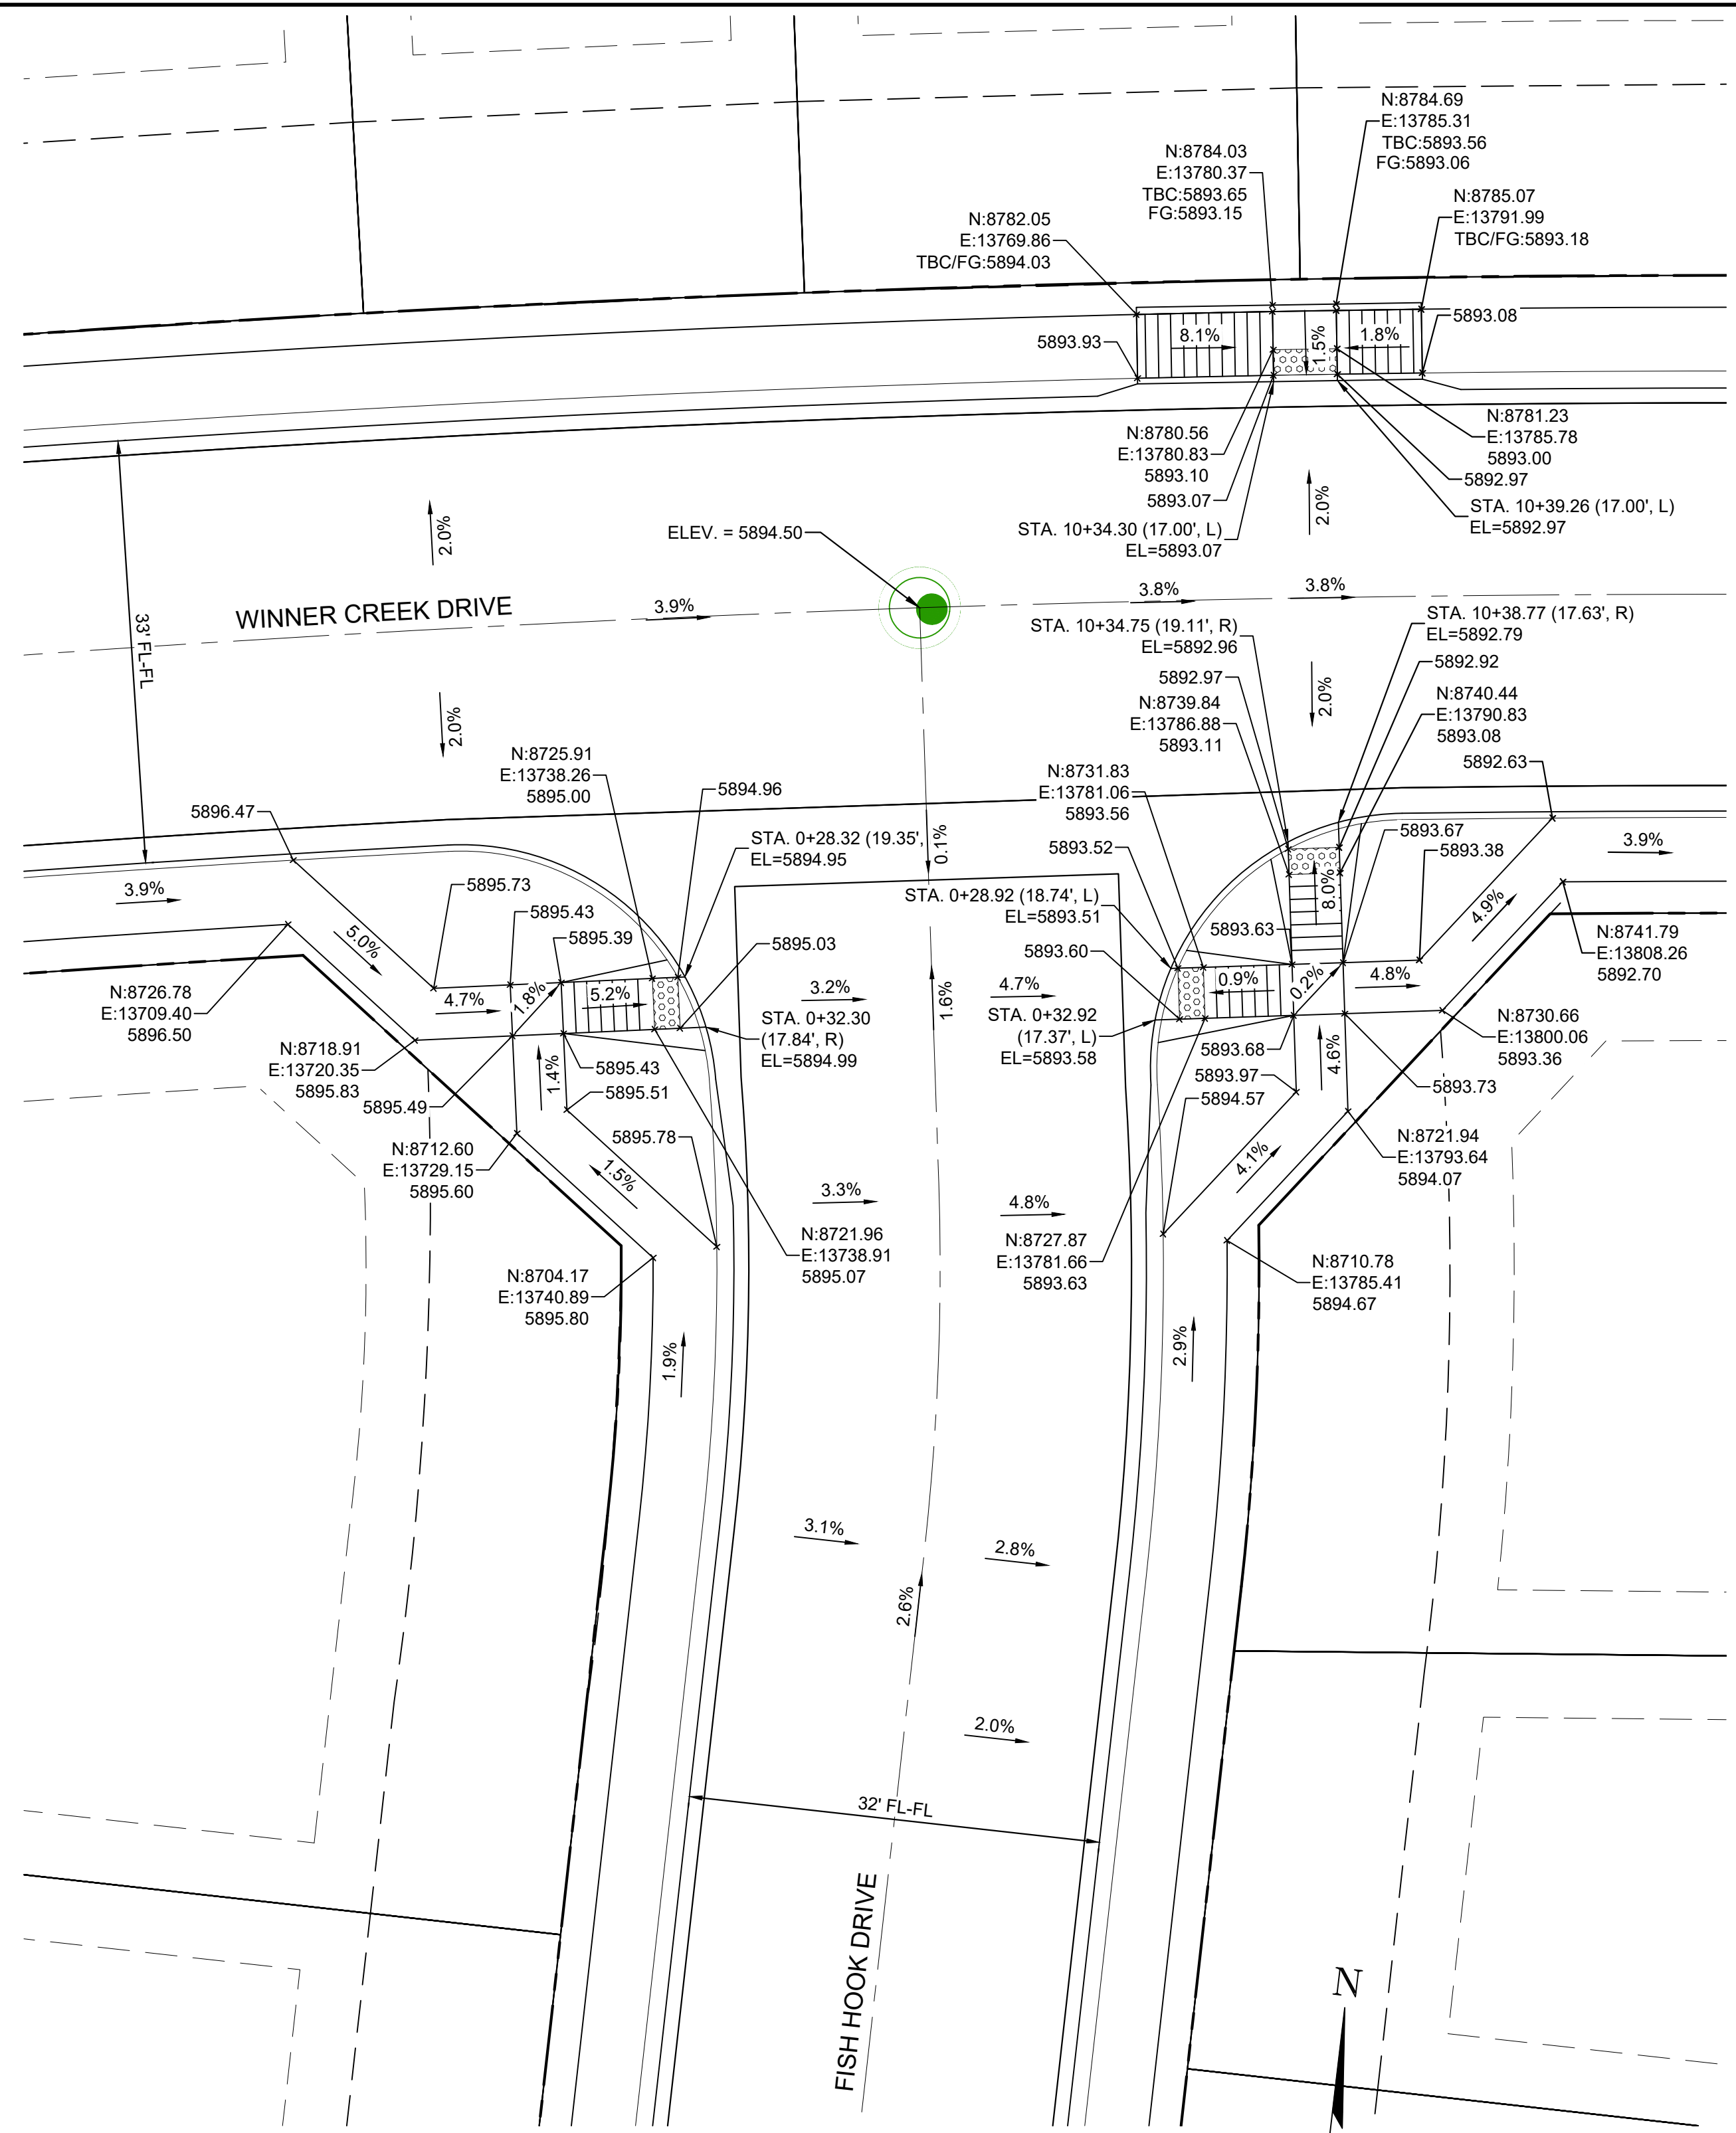 N:8784.69
E:13785.31
TBC:5893.56
FG:5893.06
N:8784.03
E:13780.37
TBC:5893.65
FG:5893.15
N:8785.07
E:13791.99
TBC/FG:5893.18
N:8782.05
E:13769.86
TBC/FG:5894.03
5893.93
8.1%
1.5%
1.8%
5893.08
N:8780.56
E:13780.83
5893.10
5893.07
N:8781.23
E:13785.78
5893.00
5892.97
STA. 10+39.26 (17.00', L)
EL=5892.97
STA. 10+34.30 (17.00', L)
EL=5893.07
2.0%
2.0%
ELEV. = 5894.50
WINNER CREEK DRIVE
3.9%
3.8%
3.8%
33' FL-FL
STA. 10+34.75 (19.11', R)
EL=5892.96
STA. 10+38.77 (17.63', R)
EL=5892.79
5892.92
5892.97
2.0%
2.0%
N:8739.84
E:13786.88
5893.11
N:8740.44
E:13790.83
5893.08
5892.63
N:8725.91
E:13738.26
5895.00
5894.96
N:8731.83
E:13781.06
5893.56
5896.47
STA. 0+28.32 (19.35',
EL=5894.95
0.1%
5893.52
5893.67
5893.38
3.9%
3.9%
5895.73
5895.43
5895.39
STA. 0+28.92 (18.74', L)
EL=5893.51
8.0%
4.9%
5893.63
5895.03
5893.60
5.0%
N:8741.79
E:13808.26
5892.70
4.7%
1.8%
5.2%
3.2%
1.6%
4.7%
0.9%
0.2%
4.8%
N:8726.78
E:13709.40
5896.50
STA. 0+32.30
(17.84', R)
EL=5894.99
STA. 0+32.92
(17.37', L)
EL=5893.58
N:8730.66
E:13800.06
5893.36
N:8718.91
E:13720.35
5895.83
5895.49
1.4%
5895.43
5895.51
5893.68
4.6%
5893.97
5894.57
5893.73
5895.78
N:8712.60
E:13729.15
5895.60
1.5%
4.1%
N:8721.94
E:13793.64
5894.07
3.3%
4.8%
N:8721.96
E:13738.91
5895.07
N:8727.87
E:13781.66
5893.63
N:8704.17
E:13740.89
5895.80
N:8710.78
E:13785.41
5894.67
1.9%
2.9%
3.1%
2.8%
2.6%
2.0%
32' FL-FL
FISH HOOK DRIVE
N